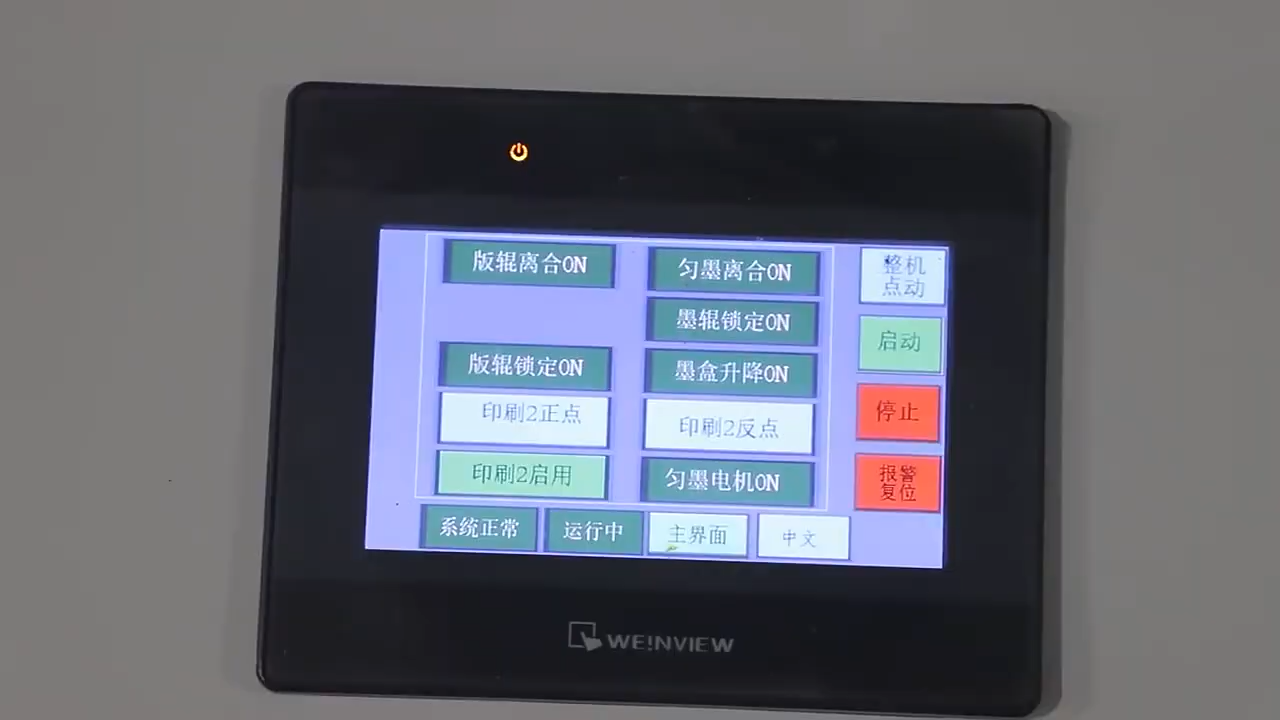 版辊离合ON
匀墨离合ON
整机
点动
墨辊锁定ON
启动
版辊锁定ON
墨盒升降ON
停止
印刷2正点
印刷2反点
印刷2启用
匀墨电机ON
报警
复位
系统正常
运行中
主界面
中文
WE!NVIEW